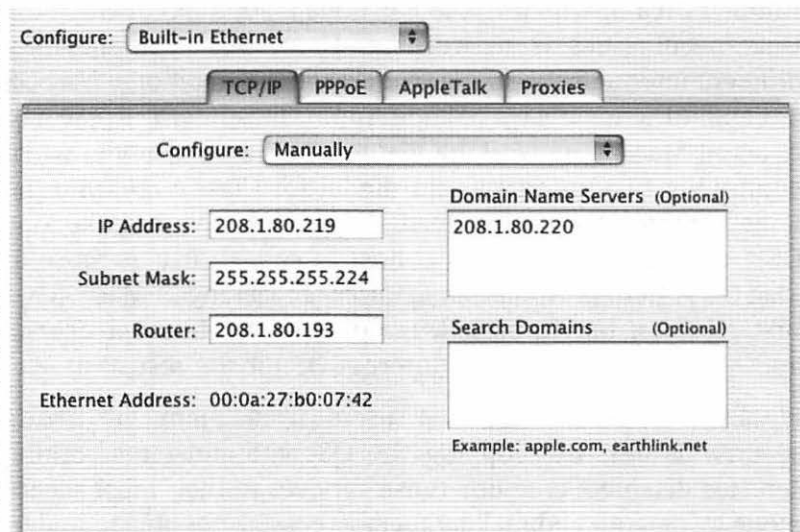 Configure: Built-in Ethernet
TCP/IP PPPoE AppleTalk Proxies
Configure: Manually
Domain Name Servers (Optional)
IP Address: 208.1.80.219
208.1.80.220
Subnet Mask: 255.255.255.224
Router: 208.1.80.193
Search Domains (Optional)
Ethernet Address: 00:0a:27:b0:07:42
Example: apple.com, earthlink.net